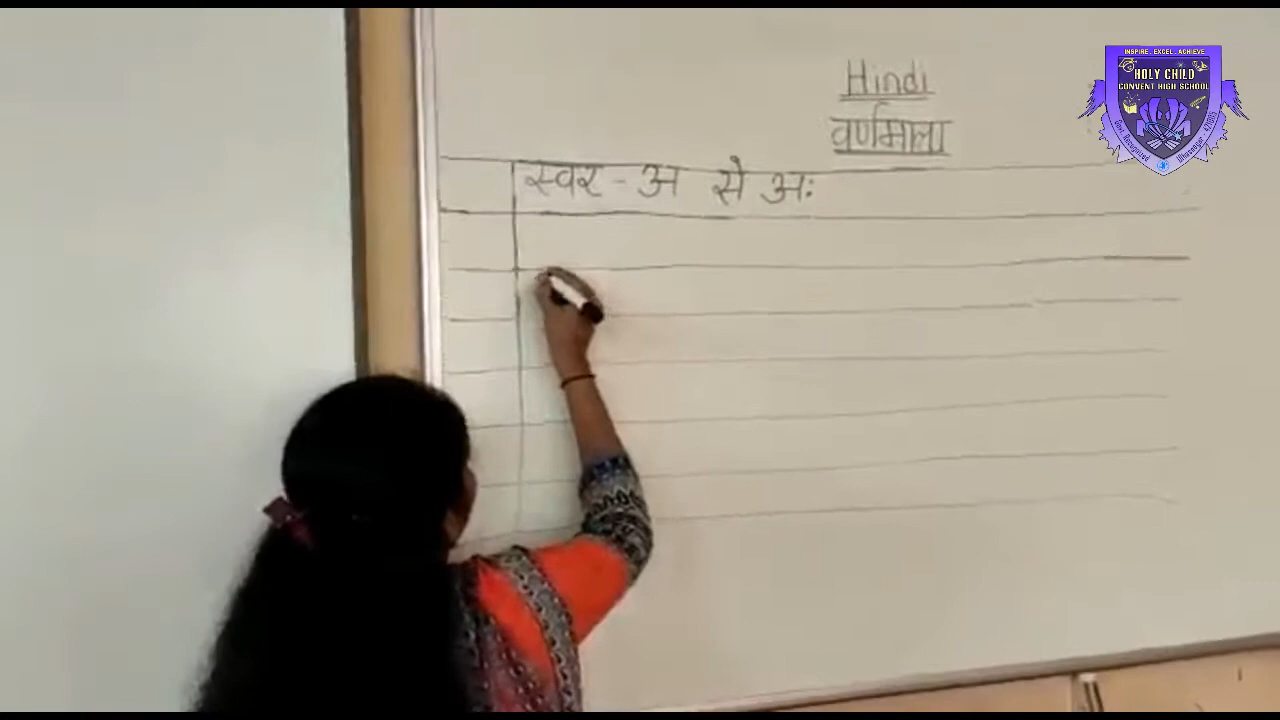 Hindi
वर्णमाला
स्वर - अ से अः
INSPIRE. EXCEL. ACHIEVE.
HOLY CHILD
CONVENT HIGH SCHOOL